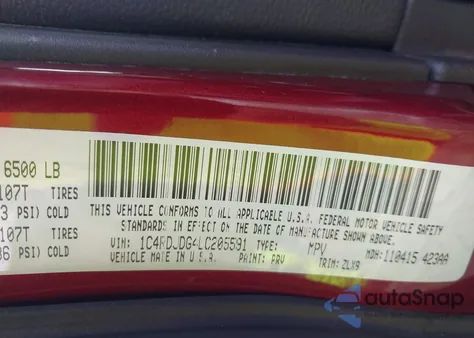 6500 LB
107T TIRES
3 PSI) COLD
107T TIRES
36 PSI) COLD
THIS VEHICLE CONFORMS TO ALL APPLICABLE U.S.A. FEDERAL MOTOR VEHICLE SAFETY
STANDARDS IN EFFECT ON THE DATE OF MANUFACTURE SHOWN ABOVE.
VIN: 1C4RDJDG4LC205591 TYPE: MPV MDH: 110415 423AA
VEHICLE MADE IN U.S.A. PAINT: PRV TRIM: ZLX9
autoSnap